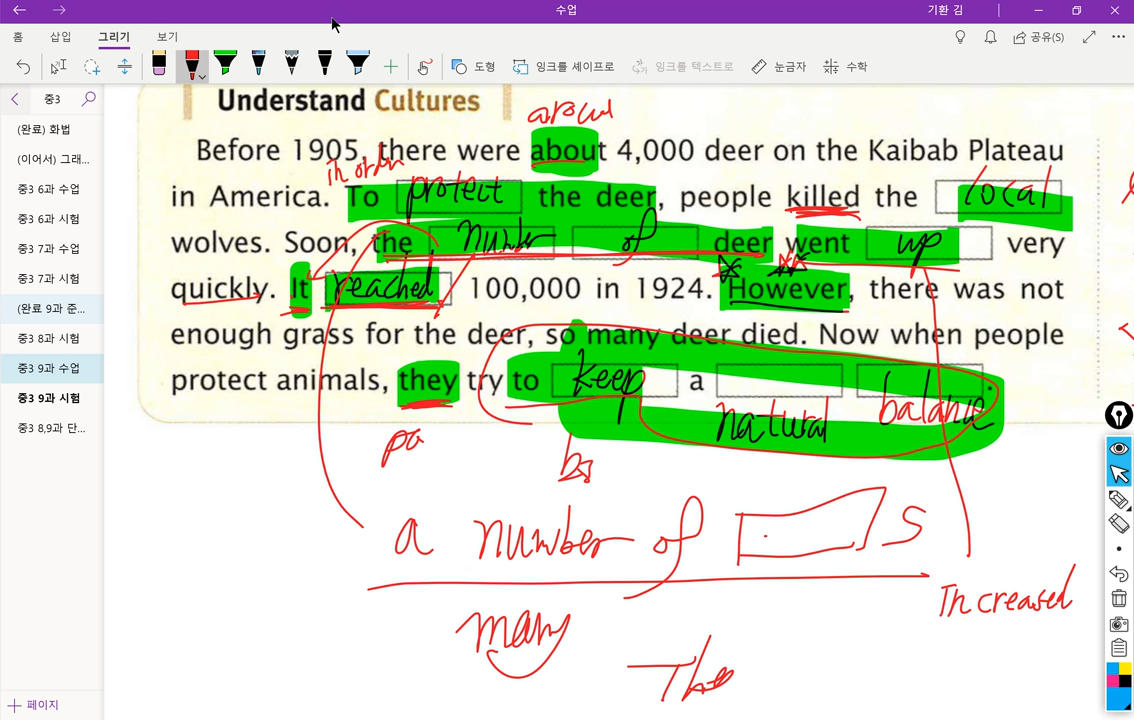 수업
기환 김
홈 삽입 그리기 보기
공유(S)
도형 잉크를 셰이프로 잉크를 텍스트로 눈금자 수학
중3
(완료) 화법
(이어서) 그래...
중3 6과 수업
중3 6과 시험
중3 7과 수업
중3 7과 시험
(완료 9과 준...
중3 8과 시험
중3 9과 수업
중3 9과 시험
중3 8,9과 단...
페이지
Understand Cultures
around
Before 1905, there were about 4,000 deer on the Kaibab Plateau
in order
in America. To protect the deer, people killed the local
wolves. Soon, the number of deer went up very
quickly. It reached 100,000 in 1924. However, there was not
enough grass for the deer, so many deer died. Now when people
protect animals, they try to keep a
natural balance.
a number of s
Increased
many